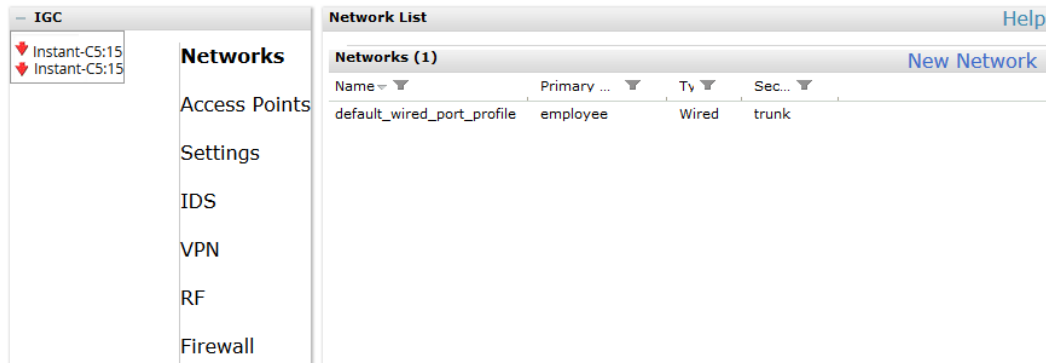 IGC
Instant-C5:15
Instant-C5:15
Networks
Access Points
Settings
IDS
VPN
RF
Firewall
Network List
Help
Networks (1)
New Network
Name Primary ... Ty Sec...
default_wired_port_profile employee Wired trunk